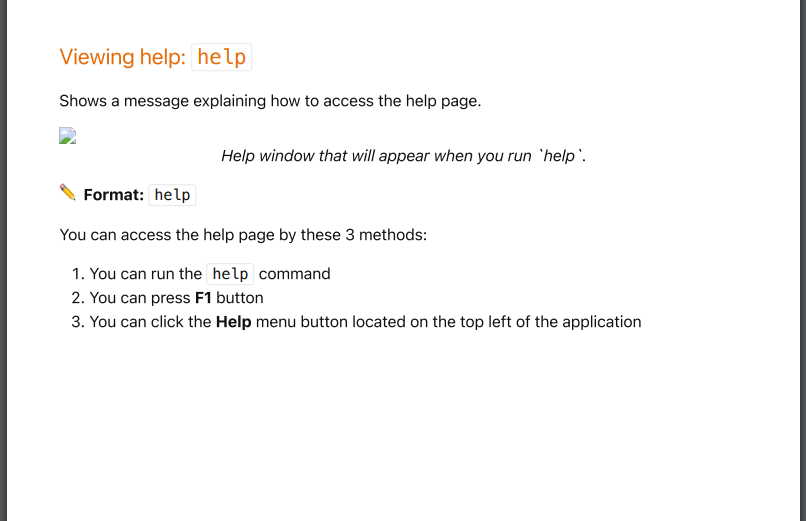 Viewing help: help
Shows a message explaining how to access the help page.
Help window that will appear when you run `help`.
Format: help
You can access the help page by these 3 methods:
1. You can run the help command
2. You can press F1 button
3. You can click the Help menu button located on the top left of the application